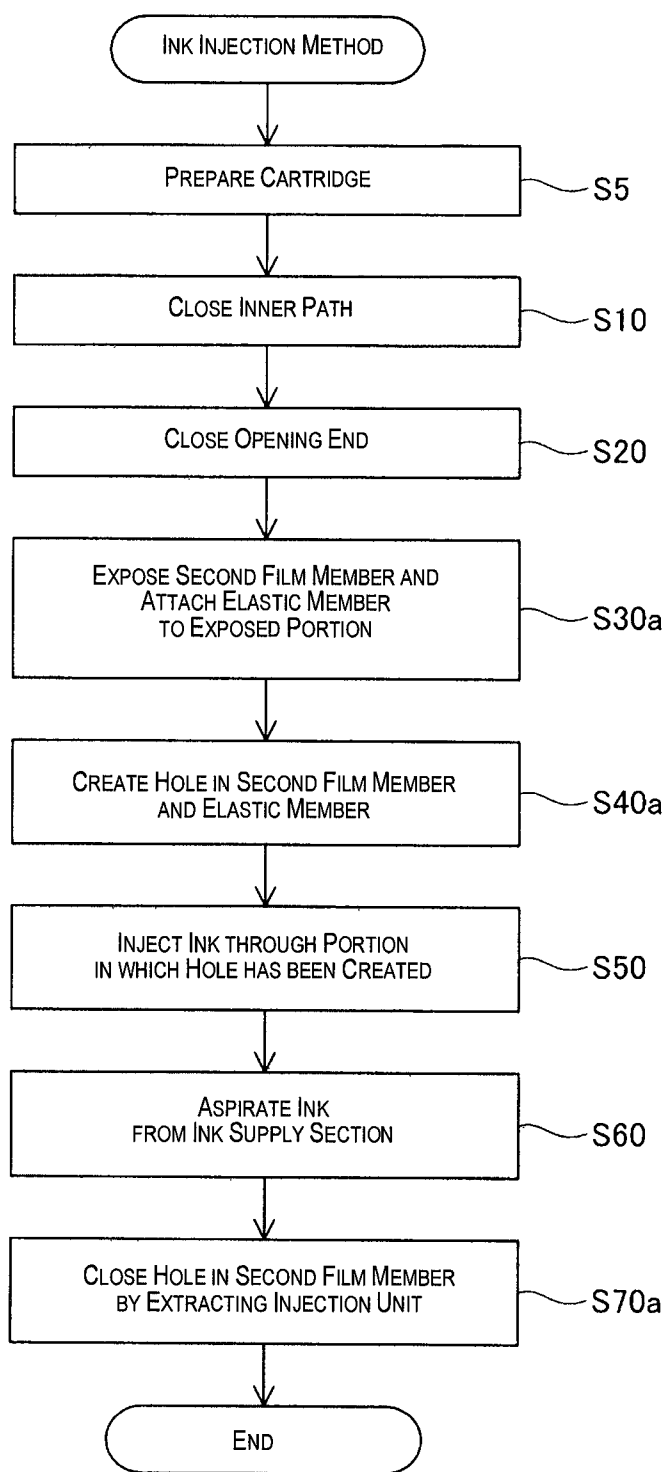 INK INJECTION METHOD
PREPARE CARTRIDGE
S5
CLOSE INNER PATH
S10
CLOSE OPENING END
S20
EXPOSE SECOND FILM MEMBER AND
ATTACH ELASTIC MEMBER
TO EXPOSED PORTION
S30a
CREATE HOLE IN SECOND FILM MEMBER
AND ELASTIC MEMBER
S40a
INJECT INK THROUGH PORTION
IN WHICH HOLE HAS BEEN CREATED
S50
ASPIRATE INK
FROM INK SUPPLY SECTION
S60
CLOSE HOLE IN SECOND FILM MEMBER
BY EXTRACTING INJECTION UNIT
S70a
END